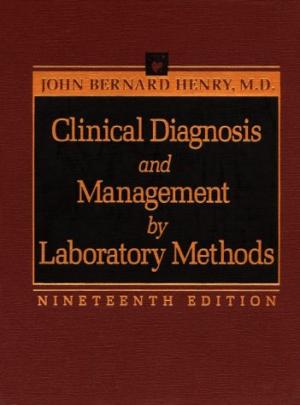 JOHN BERNARD HENRY, M.D.
Clinical Diagnosis
and
Management
by
Laboratory Methods
NINETEENTH EDITION